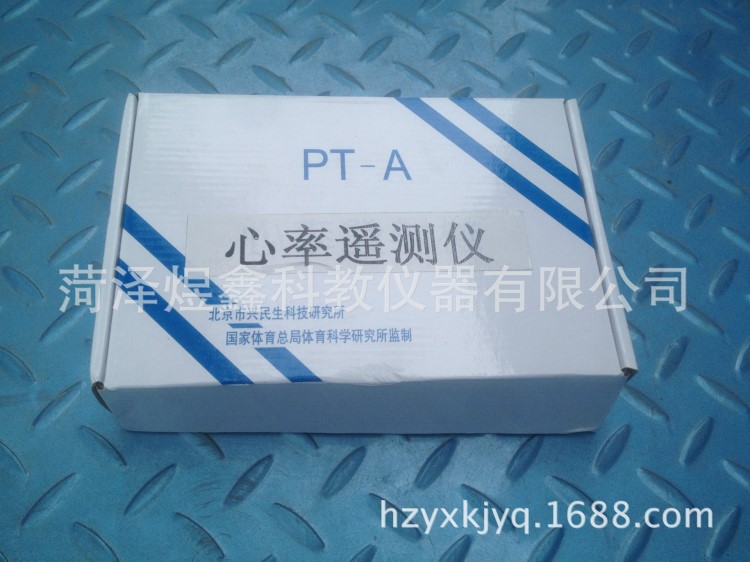 PT-A
心率遥测仪
菏泽煜鑫科教仪器有限公司
北京市兴民生科技研究所
国家体育总局体育科学研究所监制
hzyxkjyq.1688.com